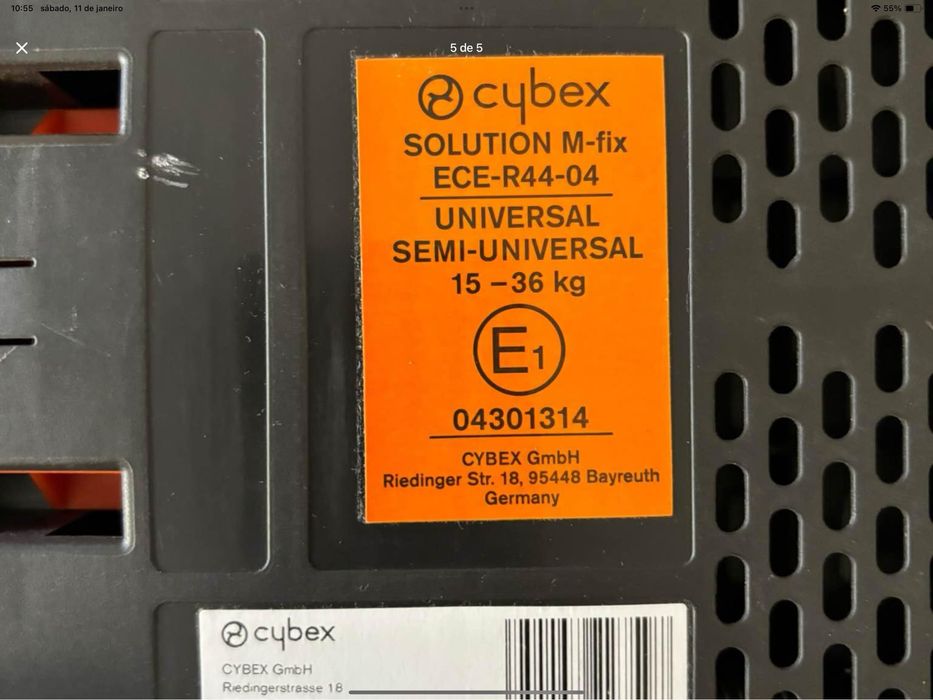 10:55 sábado, 11 de janeiro
55%
5 de 5
cybex
SOLUTION M-fix
ECE-R44-04
UNIVERSAL
SEMI-UNIVERSAL
15 – 36 kg
E1
04301314
CYBEX GmbH
Riedinger Str. 18, 95448 Bayreuth
Germany
cybex
CYBEX GmbH
Riedingerstrasse 18